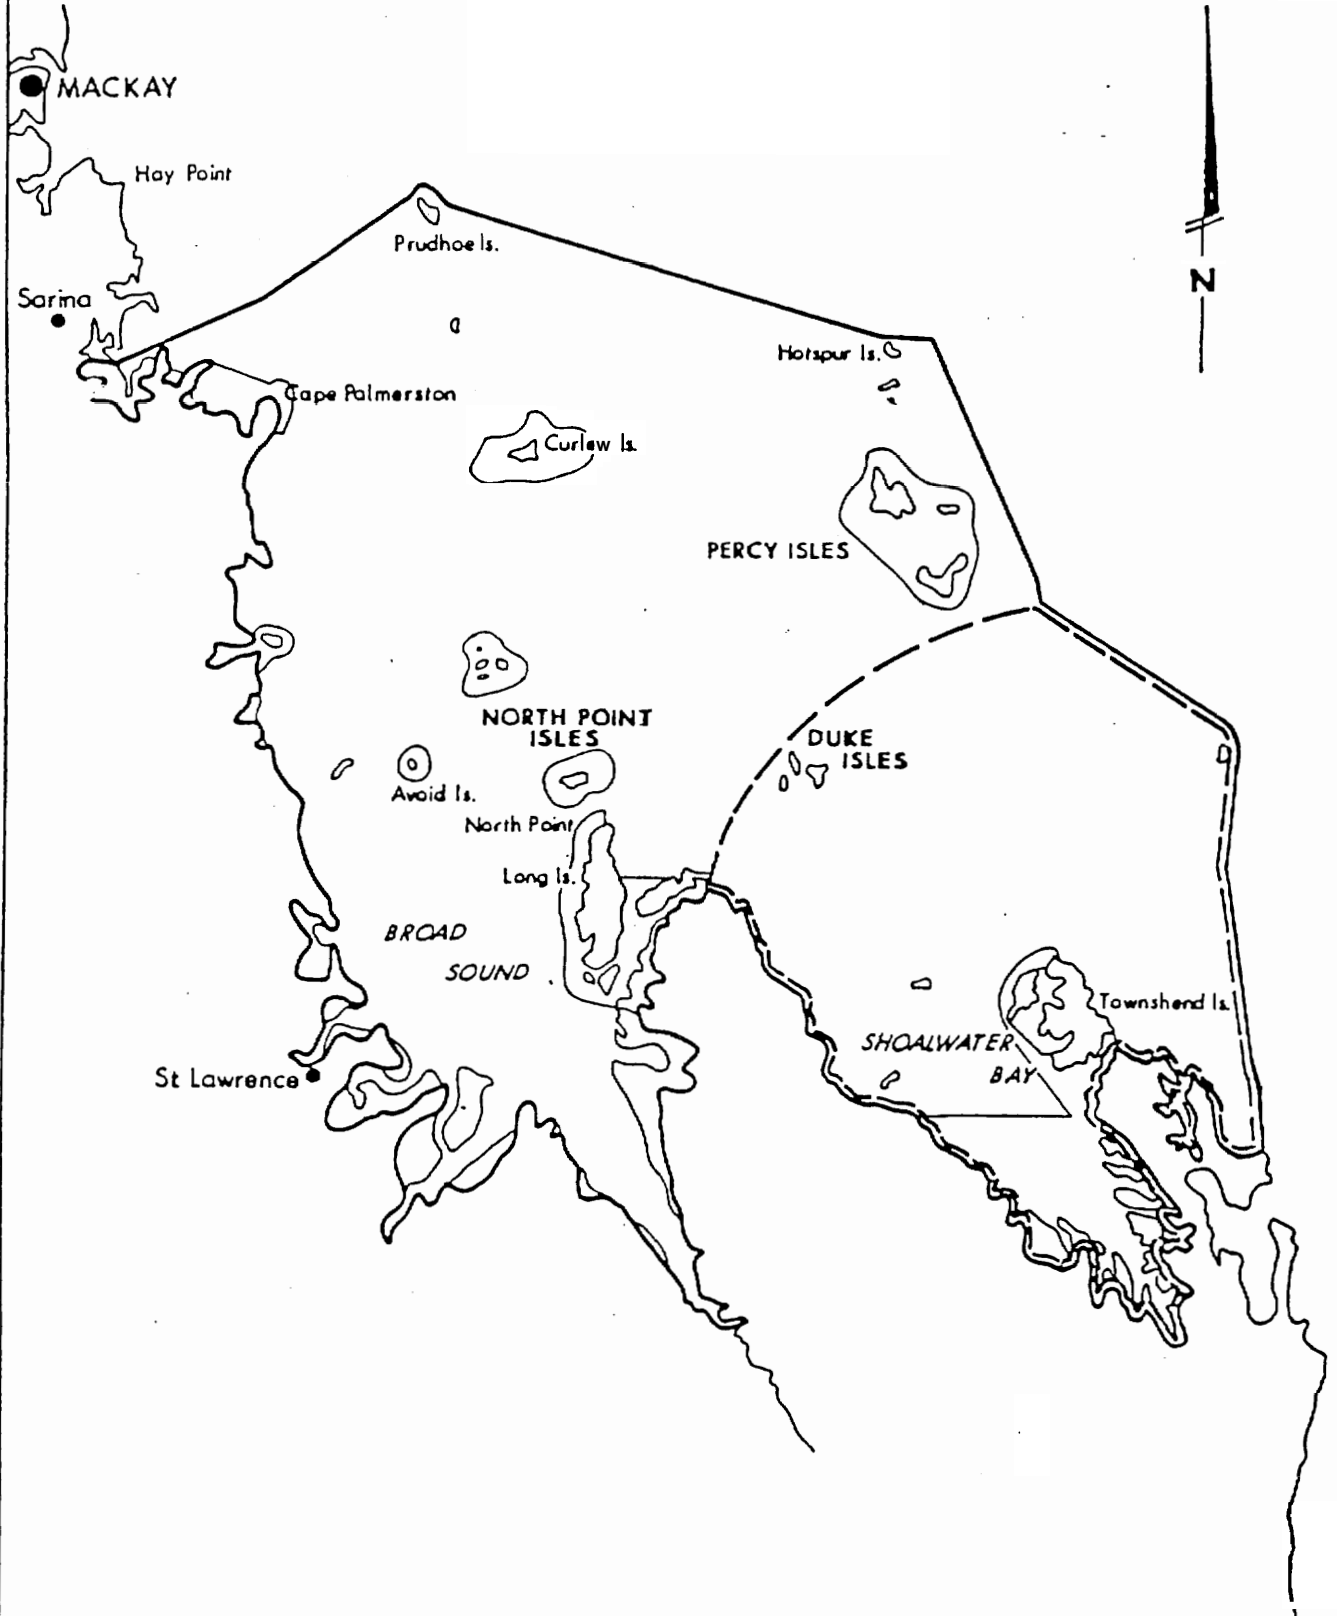 MACKAY
Hay Point
Prudhoe Is.
N
Sarina
Hotspur Is.
Cape Palmerston
Curlew Is.
PERCY ISLES
NORTH POINT
ISLES
DUKE
ISLES
Avoid Is.
North Point
Long Is.
BROAD
SOUND
Townshend Is.
SHOALWATER
BAY
St Lawrence